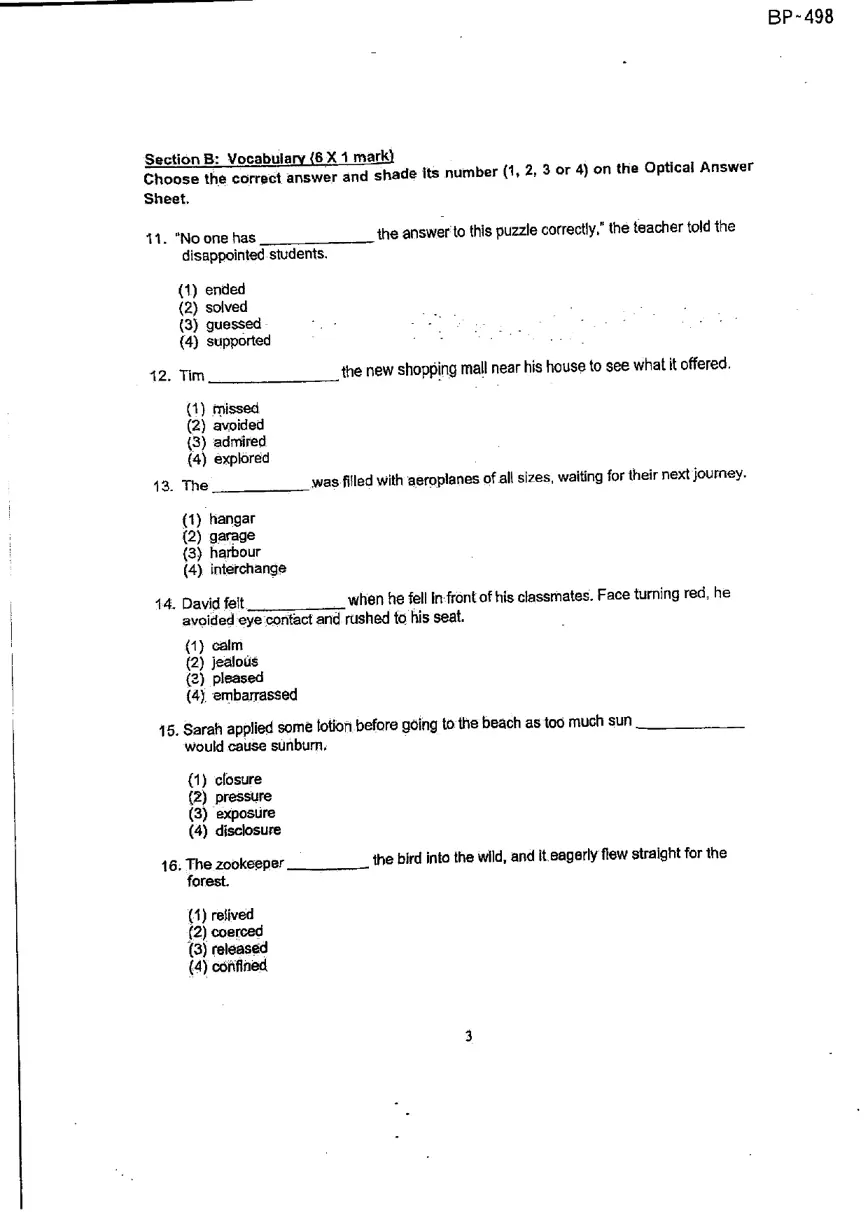 BP-498
Section B: Vocabulary (6 X 1 mark)
Choose the correct answer and shade its number (1, 2, 3 or 4) on the Optical Answer
Sheet.
11. "No one has ____________ the answer to this puzzle correctly," the teacher told the
disappointed students.
(1) ended
(2) solved
(3) guessed
(4) supported
12. Tim ______________ the new shopping mall near his house to see what it offered.
(1) missed
(2) avoided
(3) admired
(4) explored
13. The __________ was filled with aeroplanes of all sizes, waiting for their next journey.
(1) hangar
(2) garage
(3) harbour
(4) interchange
14. David felt __________ when he fell in front of his classmates. Face turning red, he
avoided eye contact and rushed to his seat.
(1) calm
(2) jealous
(3) pleased
(4) embarrassed
15. Sarah applied some lotion before going to the beach as too much sun ___________
would cause sunburn.
(1) closure
(2) pressure
(3) exposure
(4) disclosure
16. The zookeeper _________ the bird into the wild, and it eagerly flew straight for the
forest.
(1) relived
(2) coerced
(3) released
(4) confined
3